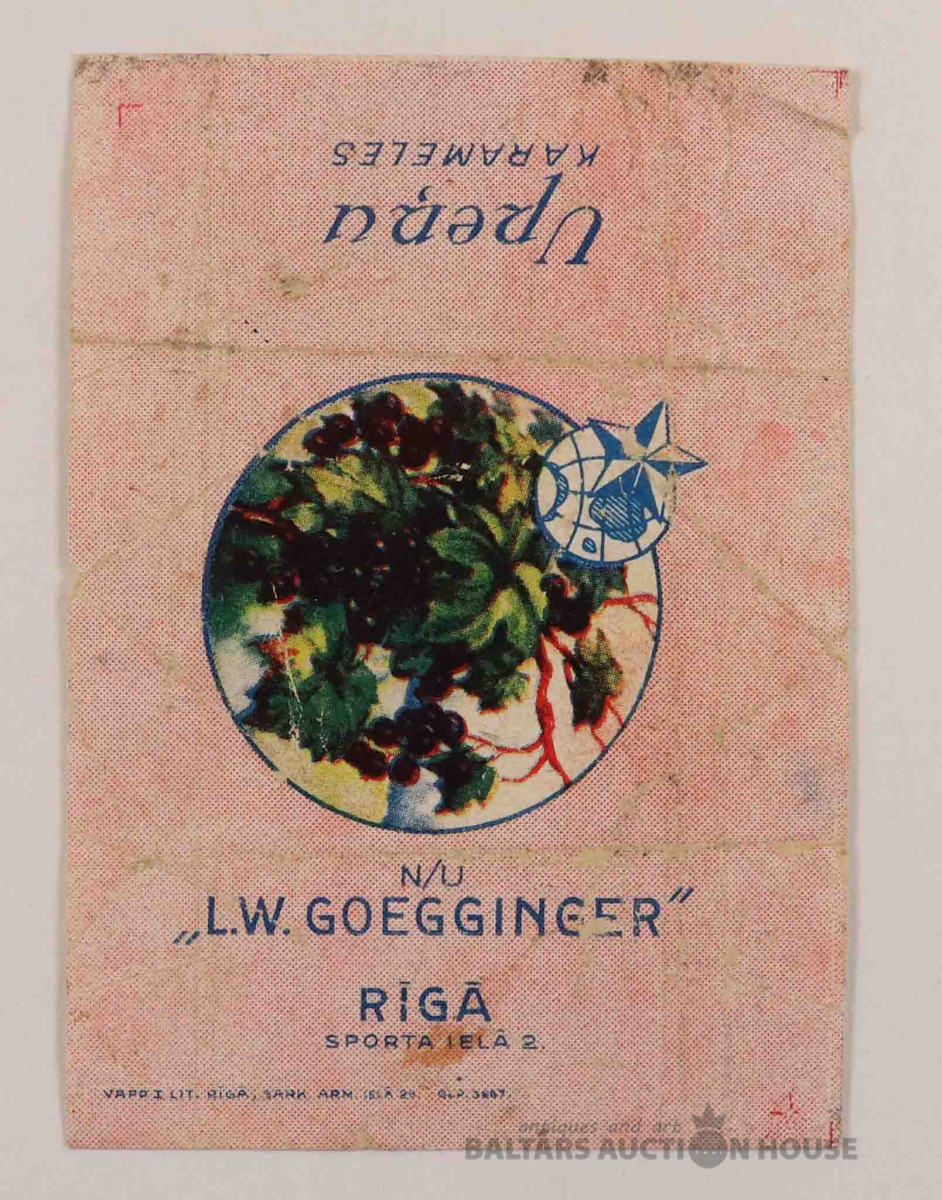 Upeņu
KARAMELES
N/U
„L.W. GOEGGINGER”
RĪGĀ
SPORTA IELĀ 2.
VAPP I LIT. RĪGĀ, SARK. ARM. IELĀ 29. 3667.
antiques and art
BALTARS AUCTION HOUSE